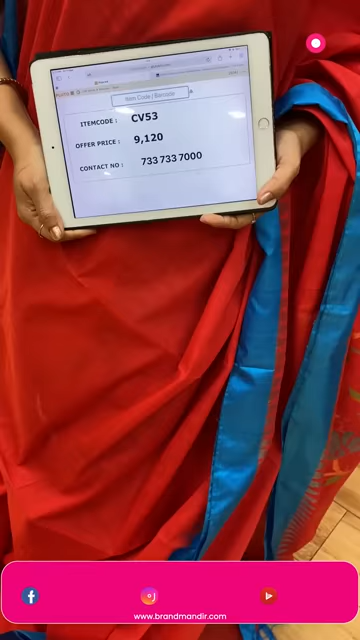 Item Code / Barcode
ITEMCODE : CV53
OFFER PRICE : 9,120
CONTACT NO : 733 733 7000
www.brandmandir.com